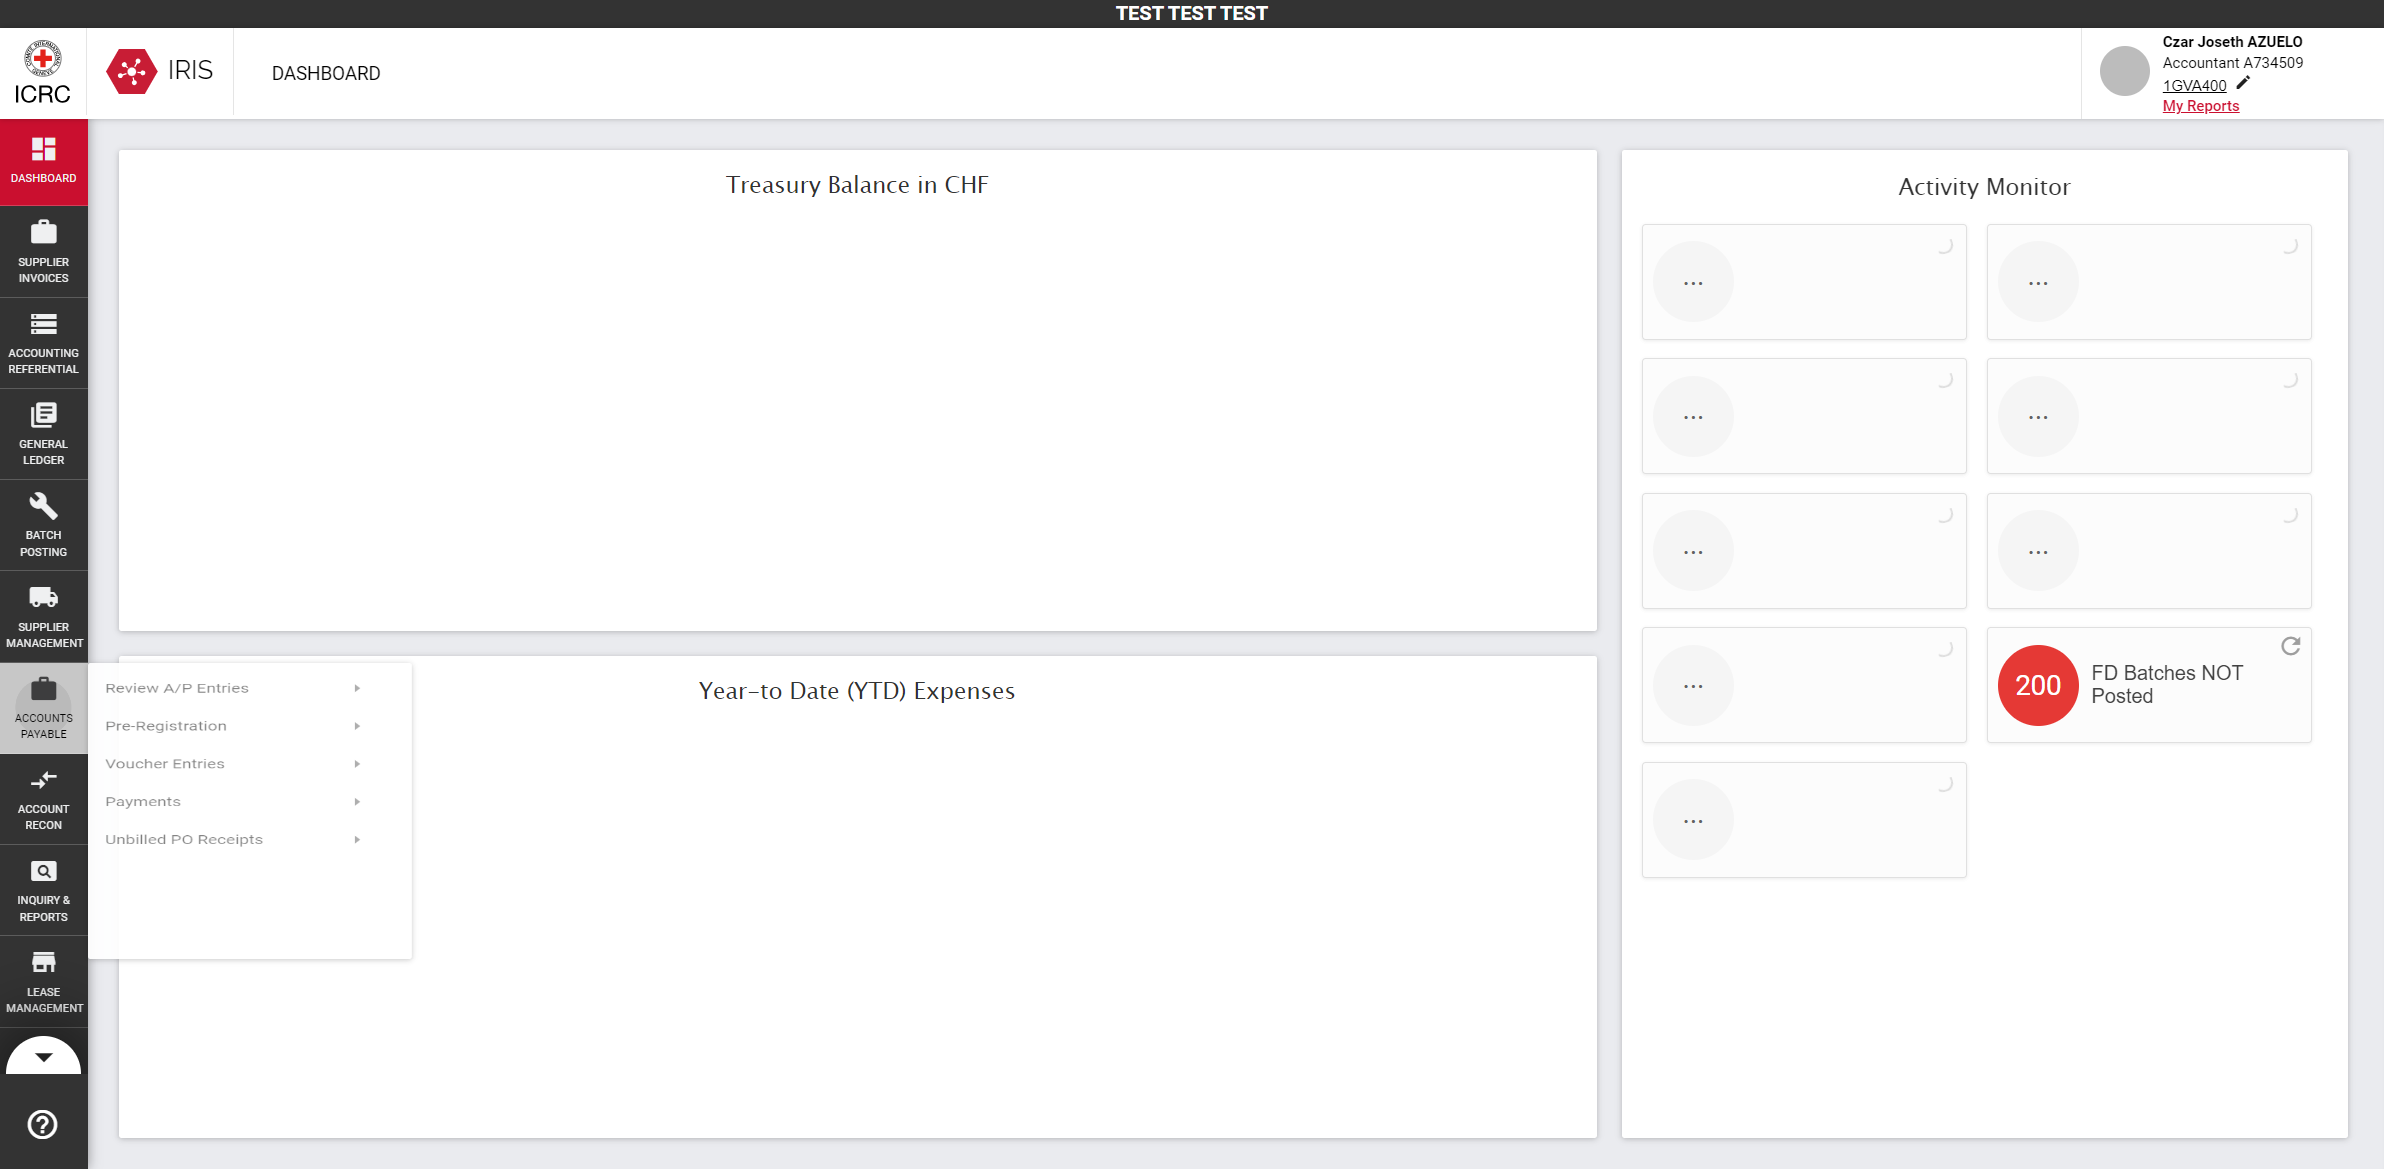 TEST TEST TEST
ICRC
IRIS
DASHBOARD
Czar Joseth AZUELO
Accountant A734509
1GVA400
My Reports
DASHBOARD
SUPPLIER
INVOICES
ACCOUNTING
REFERENTIAL
GENERAL
LEDGER
BATCH
POSTING
SUPPLIER
MANAGEMENT
ACCOUNTS
PAYABLE
ACCOUNT
RECON
INQUIRY &
REPORTS
LEASE
MANAGEMENT
Review A/P Entries
Pre-Registration
Voucher Entries
Payments
Unbilled PO Receipts
Treasury Balance in CHF
Year-to Date (YTD) Expenses
Activity Monitor
...
...
...
...
...
...
...
200
FD Batches NOT
Posted
...